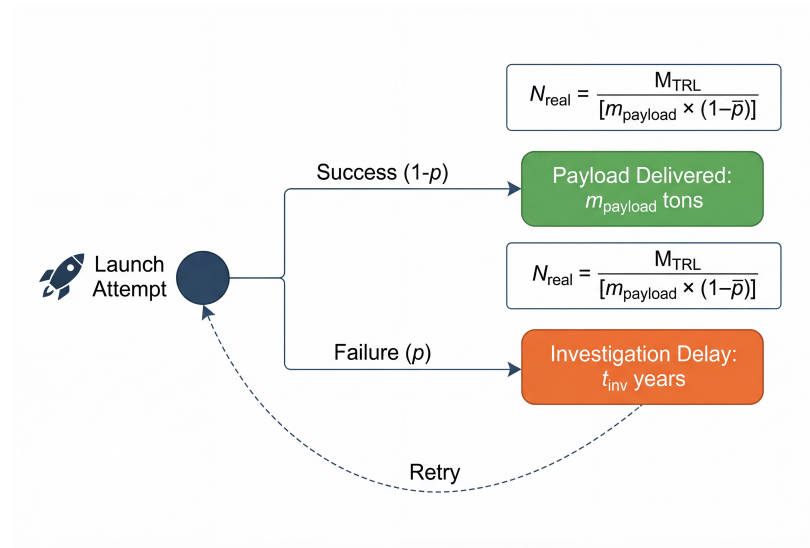 N_real = M_TRL / [m_payload × (1–p̅)]
Success (1-p)
Payload Delivered:
m_payload tons
Launch
Attempt
N_real = M_TRL / [m_payload × (1–p̅)]
Failure (p)
Investigation Delay:
t_inv years
Retry